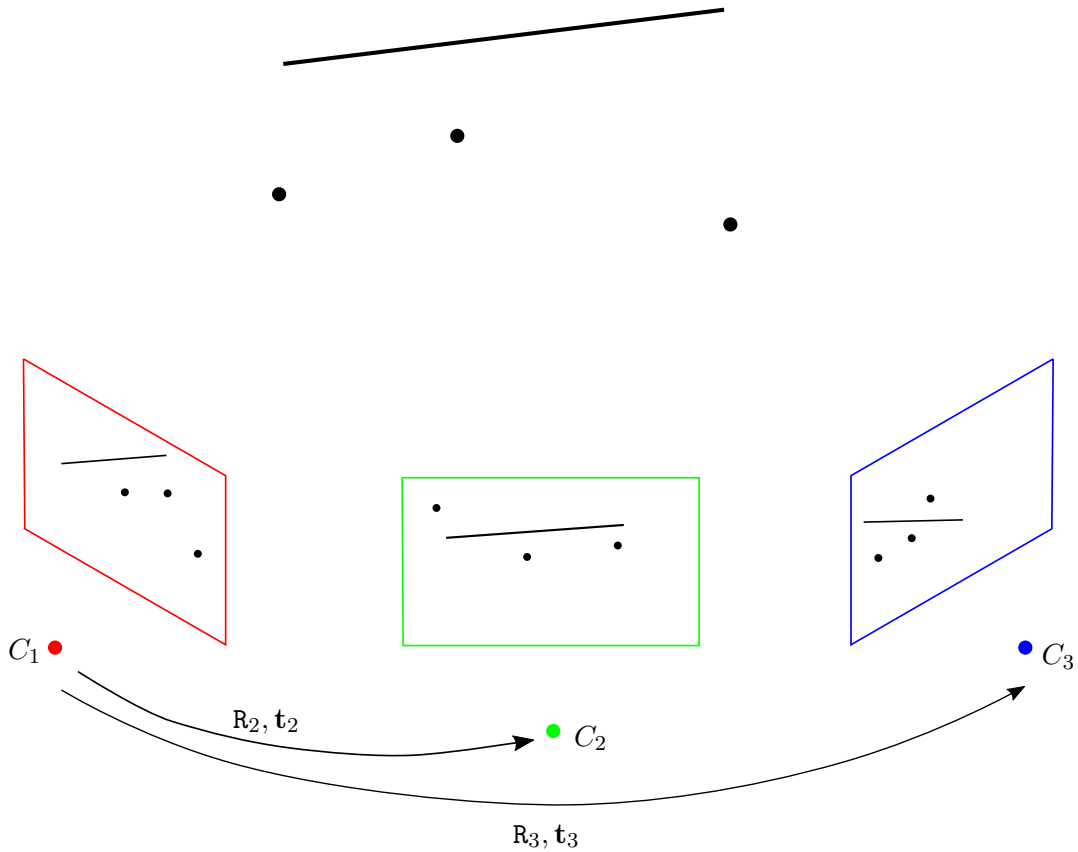 C₁
C₂
C₃
R₂, t₂
R₃, t₃